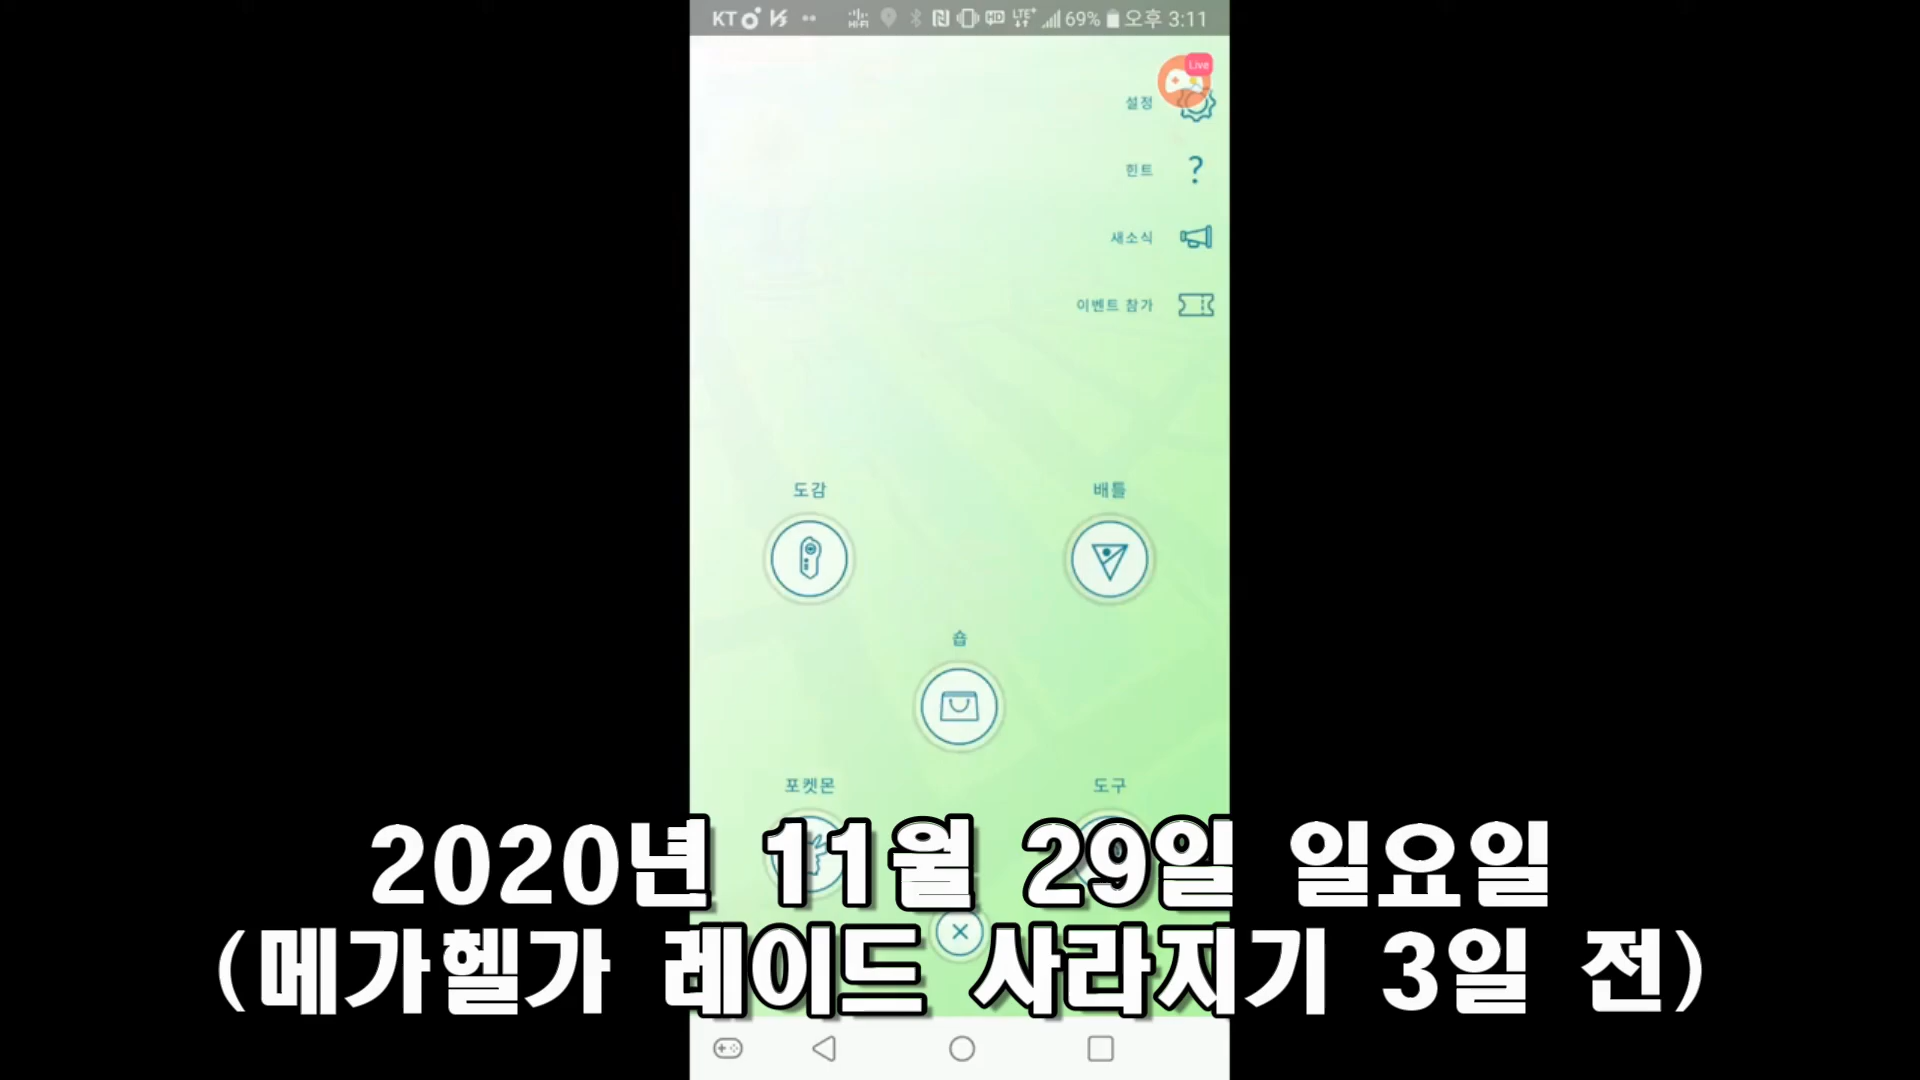 KT 69% 오후 3:11
Live
설정
힌트
새소식
이벤트 참가
도감 배틀
숍
포켓몬 도구
2020년 11월 29일 일요일
(메가헬가 레이드 사라지기 3일 전)